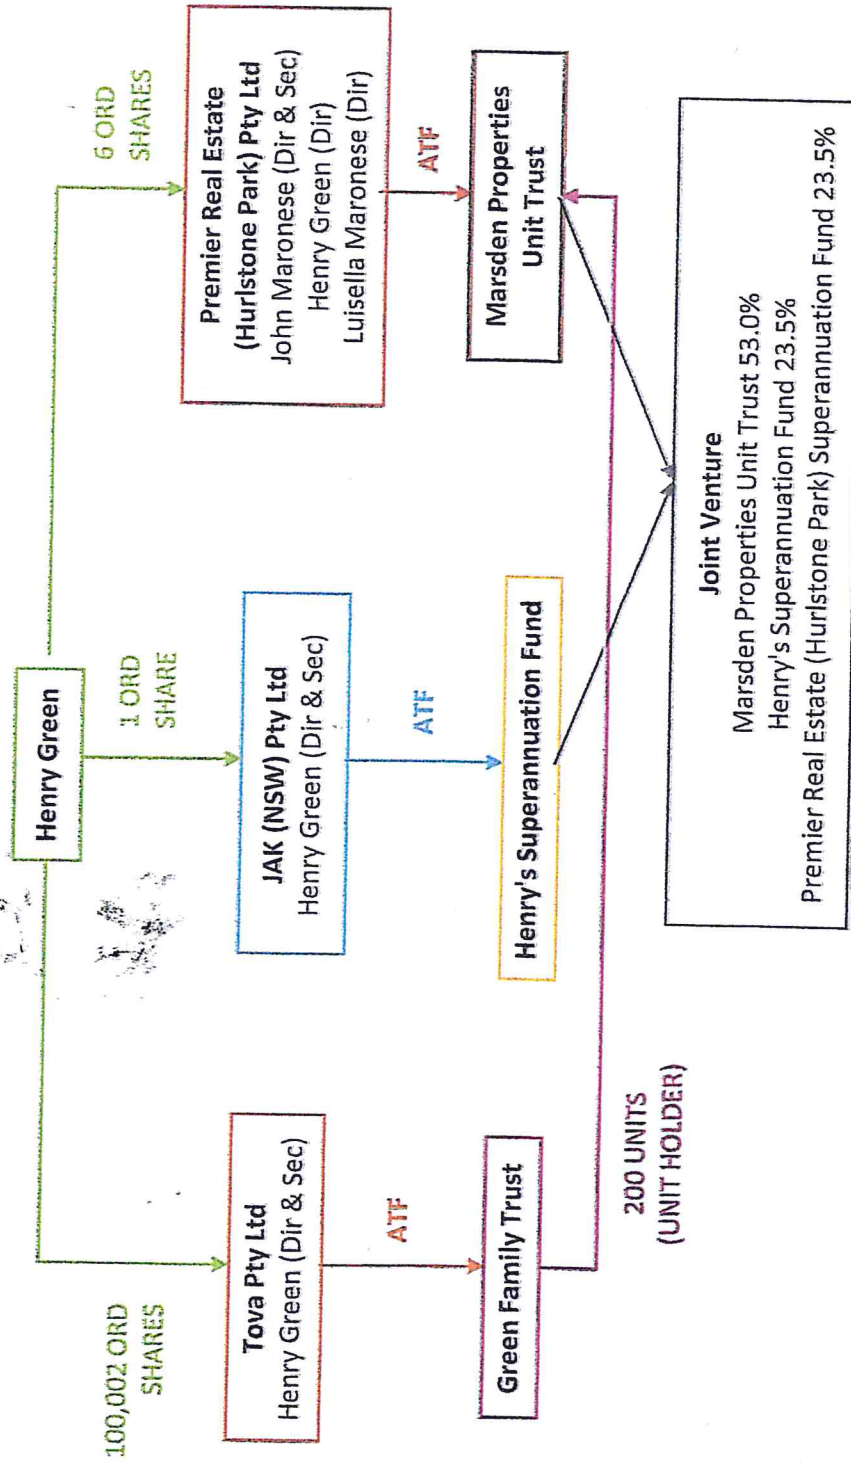 Henry Green
100,002 ORD
SHARES
1 ORD
SHARE
6 ORD
SHARES
Tova Pty Ltd
Henry Green (Dir & Sec)
JAK (NSW) Pty Ltd
Henry Green (Dir & Sec)
Premier Real Estate
(Hurlstone Park) Pty Ltd
John Maronese (Dir & Sec)
Henry Green (Dir)
Luisella Maronese (Dir)
ATF
ATF
ATF
Green Family Trust
Henry's Superannuation Fund
Marsden Properties
Unit Trust
200 UNITS
(UNIT HOLDER)
Joint Venture
Marsden Properties Unit Trust 53.0%
Henry's Superannuation Fund 23.5%
Premier Real Estate (Hurlstone Park) Superannuation Fund 23.5%